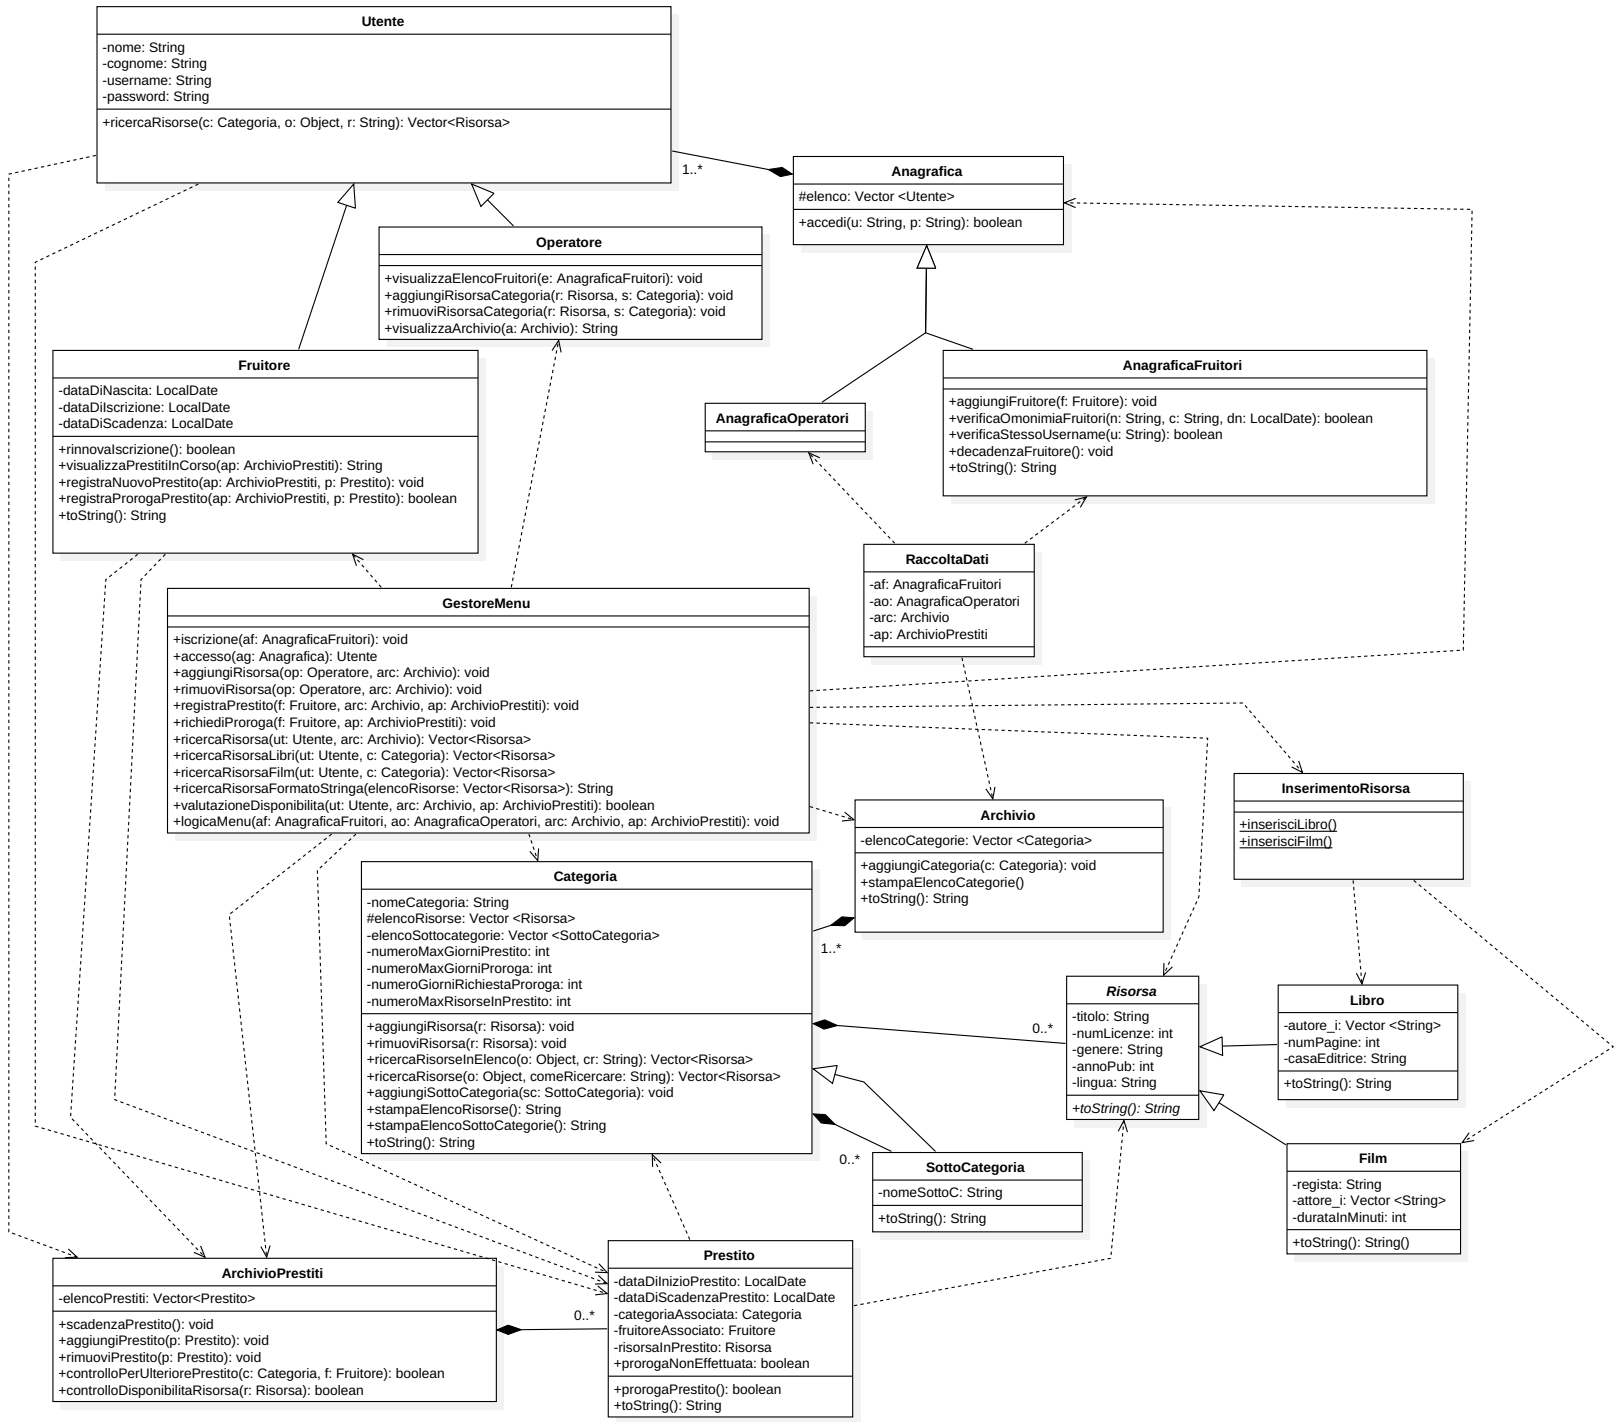 Utente
-nome: String
-cognome: String
-username: String
-password: String
+ricercaRisorse(c: Categoria, o: Object, r: String): Vector<Risorsa>
1..*
Anagrafica
#elenco: Vector <Utente>
+accedi(u: String, p: String): boolean
Operatore
+visualizzaElencoFruitori(e: AnagraficaFruitori): void
+aggiungiRisorsaCategoria(r: Risorsa, s: Categoria): void
+rimuoviRisorsaCategoria(r: Risorsa, s: Categoria): void
+visualizzaArchivio(a: Archivio): String
Fruitore
-dataDiNascita: LocalDate
-dataDiIscrizione: LocalDate
-dataDiScadenza: LocalDate
+rinnovaIscrizione(): boolean
+visualizzaPrestitiInCorso(ap: ArchivioPrestiti): String
+registraNuovoPrestito(ap: ArchivioPrestiti, p: Prestito): void
+registraProrogaPrestito(ap: ArchivioPrestiti, p: Prestito): boolean
+toString(): String
AnagraficaOperatori
AnagraficaFruitori
+aggiungiFruitore(f: Fruitore): void
+verificaOmonimiaFruitori(n: String, c: String, dn: LocalDate): boolean
+verificaStessoUsername(u: String): boolean
+decadenzaFruitore(): void
+toString(): String
RaccoltaDati
-af: AnagraficaFruitori
-ao: AnagraficaOperatori
-arc: Archivio
-ap: ArchivioPrestiti
GestoreMenu
+iscrizione(af: AnagraficaFruitori): void
+accesso(ag: Anagrafica): Utente
+aggiungiRisorsa(op: Operatore, arc: Archivio): void
+rimuoviRisorsa(op: Operatore, arc: Archivio): void
+registraPrestito(f: Fruitore, arc: Archivio, ap: ArchivioPrestiti): void
+richiediProroga(f: Fruitore, ap: ArchivioPrestiti): void
+ricercaRisorsa(ut: Utente, arc: Archivio): Vector<Risorsa>
+ricercaRisorsaLibri(ut: Utente, c: Categoria): Vector<Risorsa>
+ricercaRisorsaFilm(ut: Utente, c: Categoria): Vector<Risorsa>
+ricercaRisorsaFormatoStringa(elencoRisorse: Vector<Risorsa>): String
+valutazioneDisponibilita(ut: Utente, arc: Archivio, ap: ArchivioPrestiti): boolean
+logicaMenu(af: AnagraficaFruitori, ao: AnagraficaOperatori, arc: Archivio, ap: ArchivioPrestiti): void
InserimentoRisorsa
+inserisciLibro()
+inserisciFilm()
Archivio
-elencoCategorie: Vector <Categoria>
+aggiungiCategoria(c: Categoria): void
+stampaElencoCategorie()
+toString(): String
1..*
Categoria
-nomeCategoria: String
#elencoRisorse: Vector <Risorsa>
-elencoSottocategorie: Vector <SottoCategoria>
-numeroMaxGiorniPrestito: int
-numeroMaxGiorniProroga: int
-numeroGiorniRichiestaProroga: int
-numeroMaxRisorseInPrestito: int
+aggiungiRisorsa(r: Risorsa): void
+rimuoviRisorsa(r: Risorsa): void
+ricercaRisorseInElenco(o: Object, cr: String): Vector<Risorsa>
+ricercaRisorse(o: Object, comeRicercare: String): Vector<Risorsa>
+aggiungiSottoCategoria(sc: SottoCategoria): void
+stampaElencoRisorse(): String
+stampaElencoSottoCategorie(): String
+toString(): String
0..*
Risorsa
-titolo: String
-numLicenze: int
-genere: String
-annoPub: int
-lingua: String
+toString(): String
Libro
-autore_i: Vector <String>
-numPagine: int
-casaEditrice: String
+toString(): String
0..*
SottoCategoria
-nomeSottoC: String
+toString(): String
Film
-regista: String
-attore_i: Vector <String>
-durataInMinuti: int
+toString(): String()
ArchivioPrestiti
-elencoPrestiti: Vector<Prestito>
+scadenzaPrestito(): void
+aggiungiPrestito(p: Prestito): void
+rimuoviPrestito(p: Prestito): void
+controlloPerUlteriorePrestito(c: Categoria, f: Fruitore): boolean
+controlloDisponibilitaRisorsa(r: Risorsa): boolean
0..*
Prestito
-dataDiInizioPrestito: LocalDate
-dataDiScadenzaPrestito: LocalDate
-categoriaAssociata: Categoria
-fruitoreAssociato: Fruitore
-risorsaInPrestito: Risorsa
+prorogaNonEffettuata: boolean
+prorogaPrestito(): boolean
+toString(): String